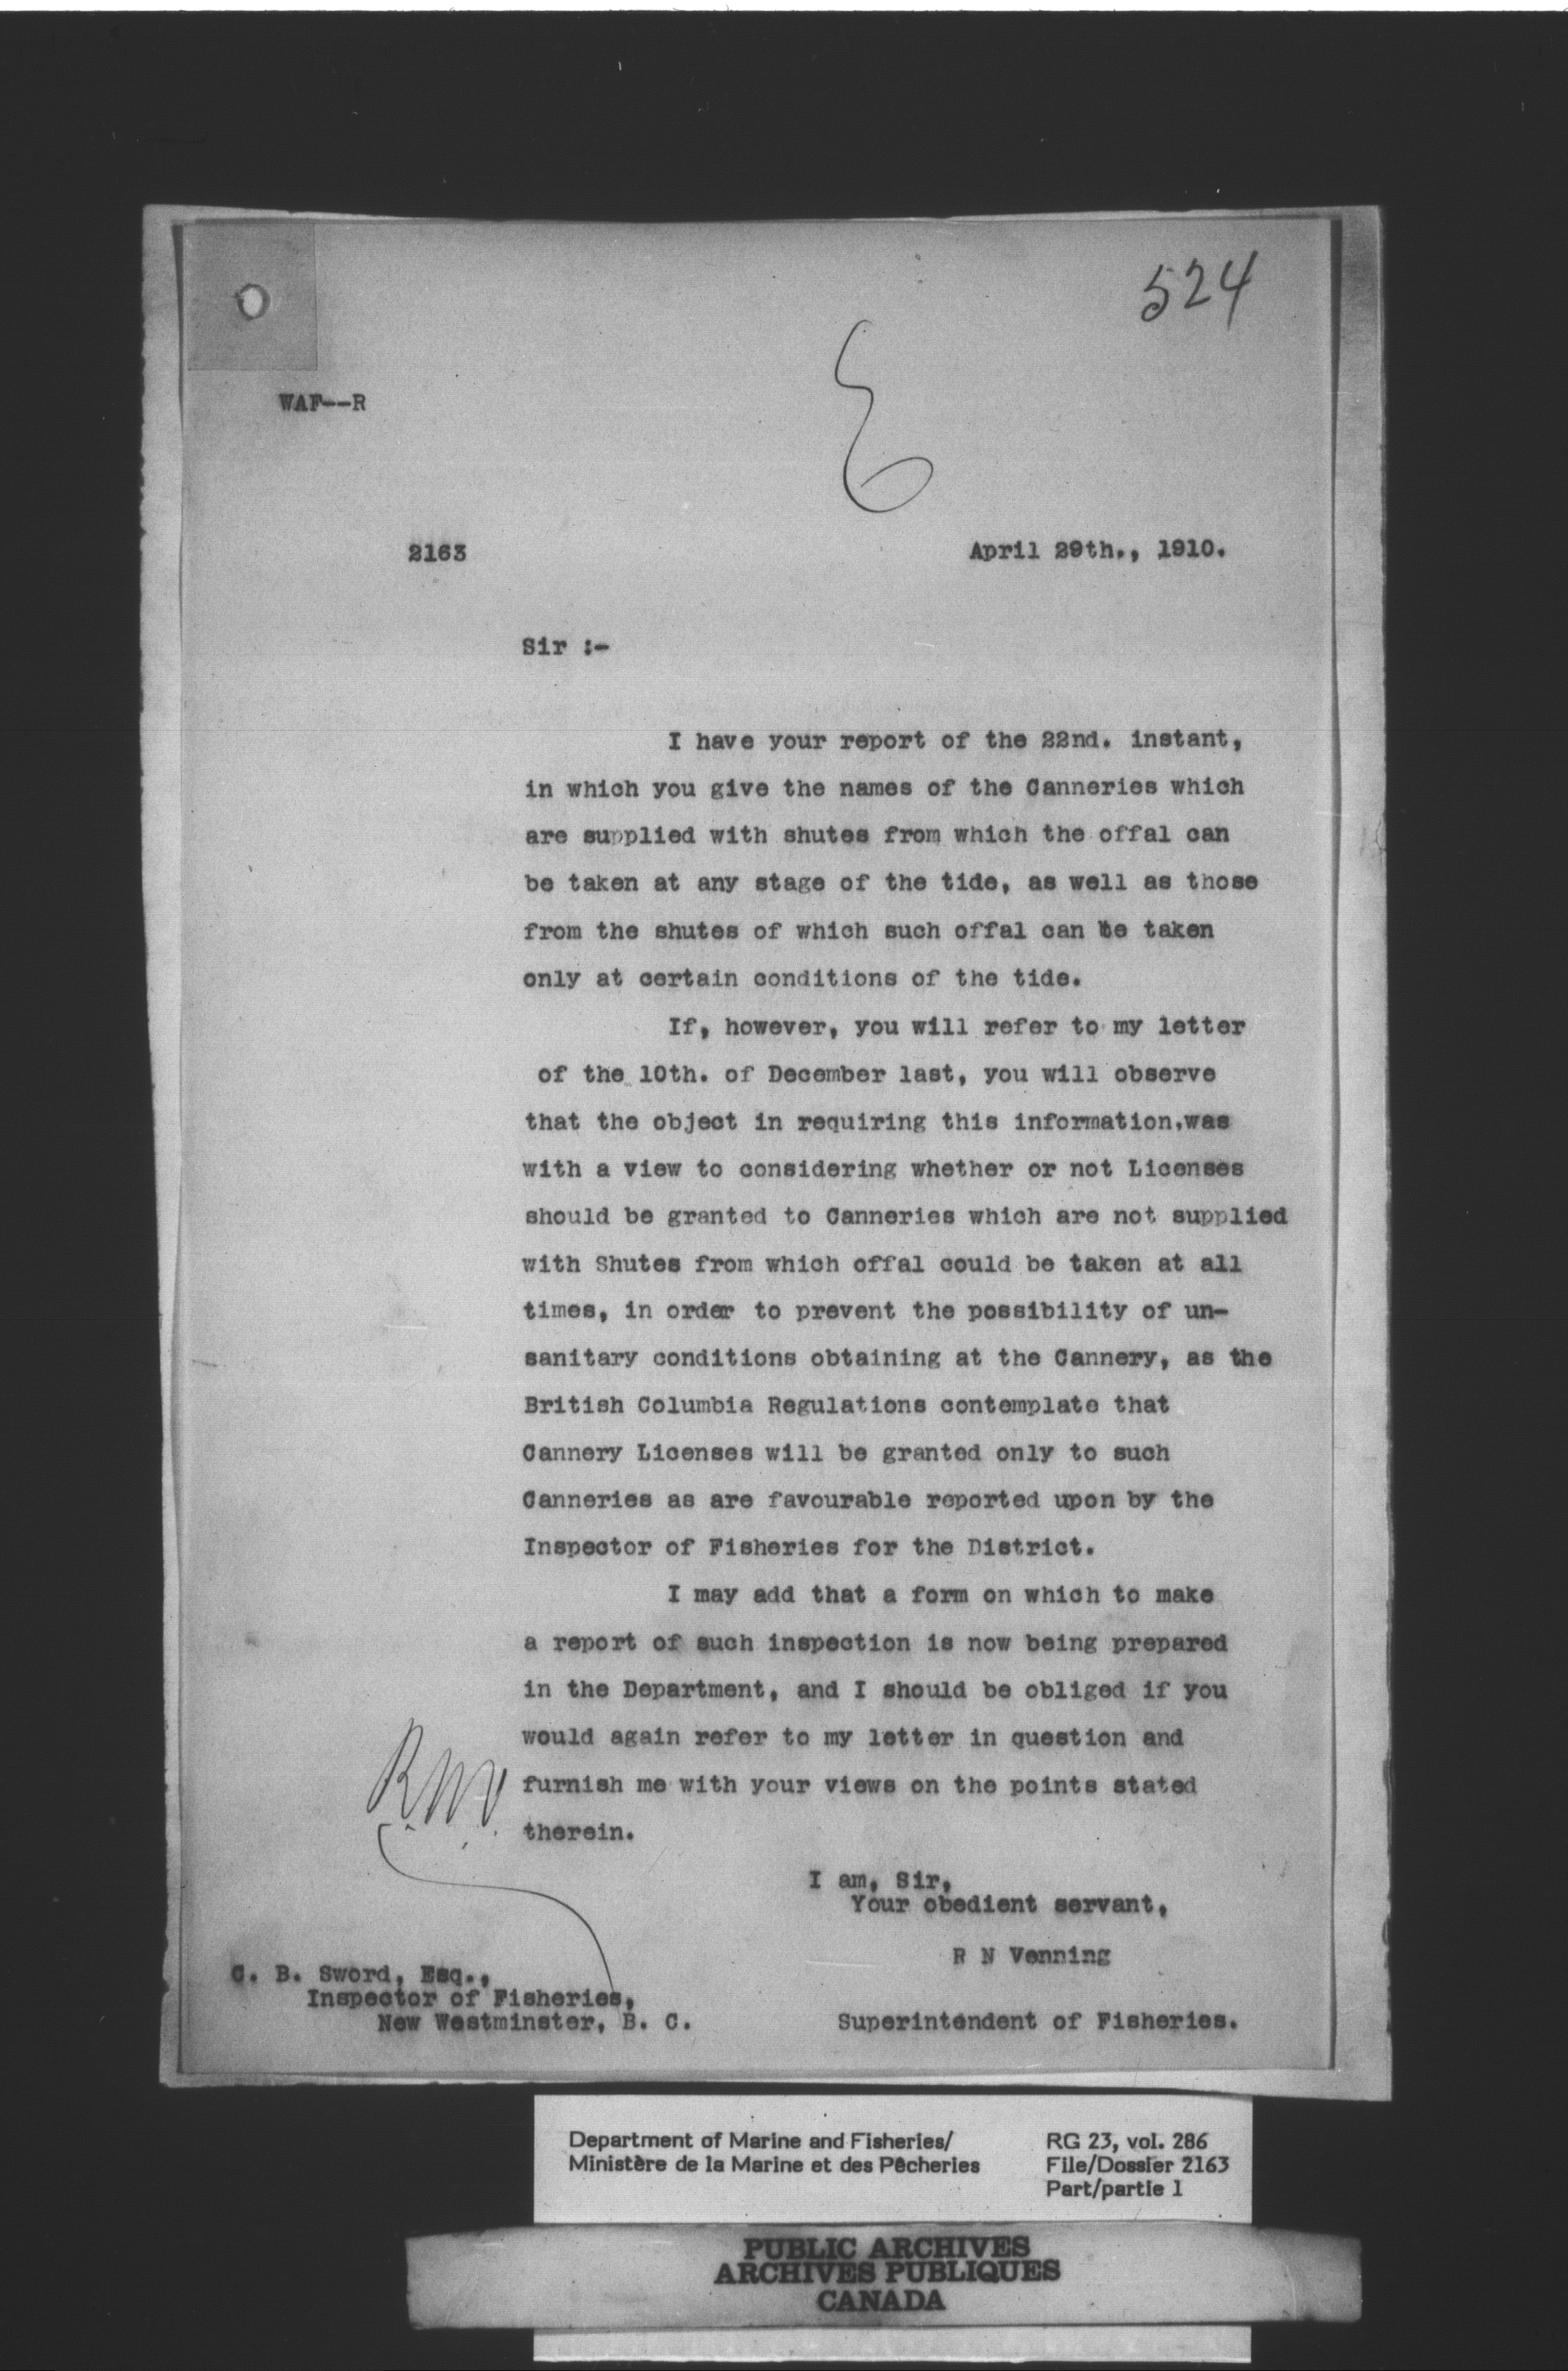 524
WAF--R
2163
April 29th., 1910.
Sir :-
I have your report of the 22nd. instant,
in which you give the names of the Canneries which
are supplied with shutes from which the offal can
be taken at any stage of the tide, as well as those
from the shutes of which such offal can be taken
only at certain conditions of the tide.
If, however, you will refer to my letter
of the 10th. of December last, you will observe
that the object in requiring this information,was
with a view to considering whether or not Licenses
should be granted to Canneries which are not supplied
with Shutes from which offal could be taken at all
times, in order to prevent the possibility of un-
sanitary conditions obtaining at the Cannery, as the
British Columbia Regulations contemplate that
Cannery Licenses will be granted only to such
Canneries as are favourable reported upon by the
Inspector of Fisheries for the District.
I may add that a form on which to make
a report of such inspection is now being prepared
in the Department, and I should be obliged if you
would again refer to my letter in question and
furnish me with your views on the points stated
therein.
I am, Sir,
Your obedient servant,
R N Venning
Superintendent of Fisheries.
C. B. Sword, Esq.,
Inspector of Fisheries,
New Westminster, B. C.
Department of Marine and Fisheries/
Ministère de la Marine et des Pêcheries
RG 23, vol. 286
File/Dossier 2163
Part/partie 1
PUBLIC ARCHIVES
ARCHIVES PUBLIQUES
CANADA